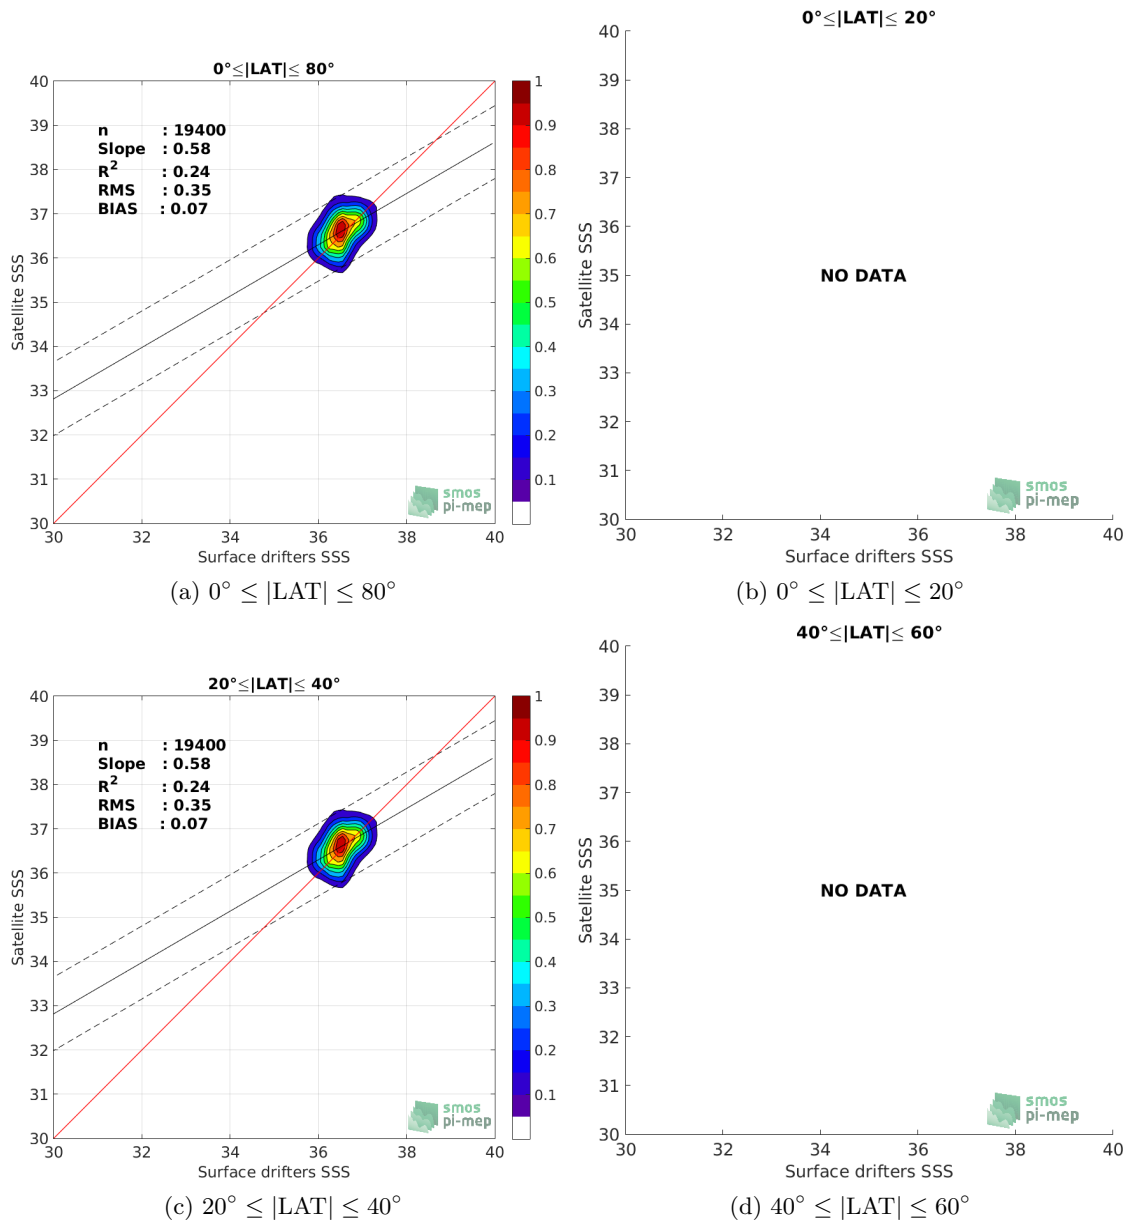 0°≤|LAT|≤ 80°
40
39
38
37
36
35
34
33
32
31
30
Satellite SSS
n : 19400
Slope : 0.58
R² : 0.24
RMS : 0.35
BIAS : 0.07
1
0.9
0.8
0.7
0.6
0.5
0.4
0.3
0.2
0.1
smos
pi-mep
30 32 34 36 38 40
Surface drifters SSS
(a) 0° ≤ |LAT| ≤ 80°
0°≤|LAT|≤ 20°
40
39
38
37
36
35
34
33
32
31
30
Satellite SSS
NO DATA
smos
pi-mep
30 32 34 36 38 40
Surface drifters SSS
(b) 0° ≤ |LAT| ≤ 20°
20°≤|LAT|≤ 40°
40
39
38
37
36
35
34
33
32
31
30
Satellite SSS
n : 19400
Slope : 0.58
R² : 0.24
RMS : 0.35
BIAS : 0.07
1
0.9
0.8
0.7
0.6
0.5
0.4
0.3
0.2
0.1
smos
pi-mep
30 32 34 36 38 40
Surface drifters SSS
(c) 20° ≤ |LAT| ≤ 40°
40°≤|LAT|≤ 60°
40
39
38
37
36
35
34
33
32
31
30
Satellite SSS
NO DATA
smos
pi-mep
30 32 34 36 38 40
Surface drifters SSS
(d) 40° ≤ |LAT| ≤ 60°